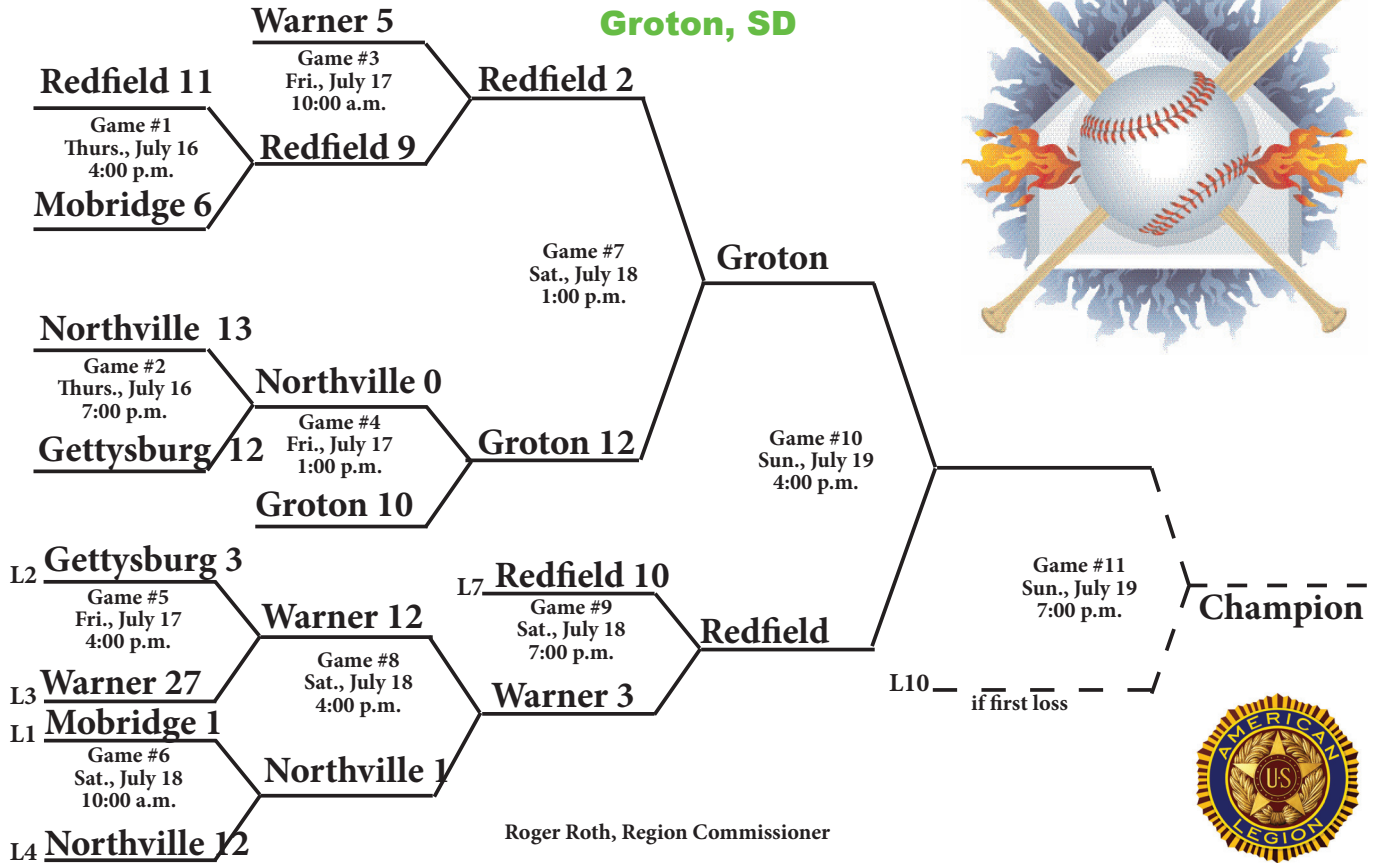 Groton, SD
Warner 5
Game #3
Fri., July 17
10:00 a.m.
Redfield 9
Redfield 11
Game #1
Thurs., July 16
4:00 p.m.
Mobridge 6
Redfield 2
Game #7
Sat., July 18
1:00 p.m.
Groton
Northville 13
Game #2
Thurs., July 16
7:00 p.m.
Gettysburg 12
Northville 0
Game #4
Fri., July 17
1:00 p.m.
Groton 10
Groton 12
Game #10
Sun., July 19
4:00 p.m.
L2 Gettysburg 3
Game #5
Fri., July 17
4:00 p.m.
L3 Warner 27
L1 Mobridge 1
Game #6
Sat., July 18
10:00 a.m.
L4 Northville 12
Warner 12
Game #8
Sat., July 18
4:00 p.m.
Northville 1
L7 Redfield 10
Game #9
Sat., July 18
7:00 p.m.
Warner 3
Redfield
Game #11
Sun., July 19
7:00 p.m.
Champion
L10
if first loss
Roger Roth, Region Commissioner
AMERICAN
US
LEGION